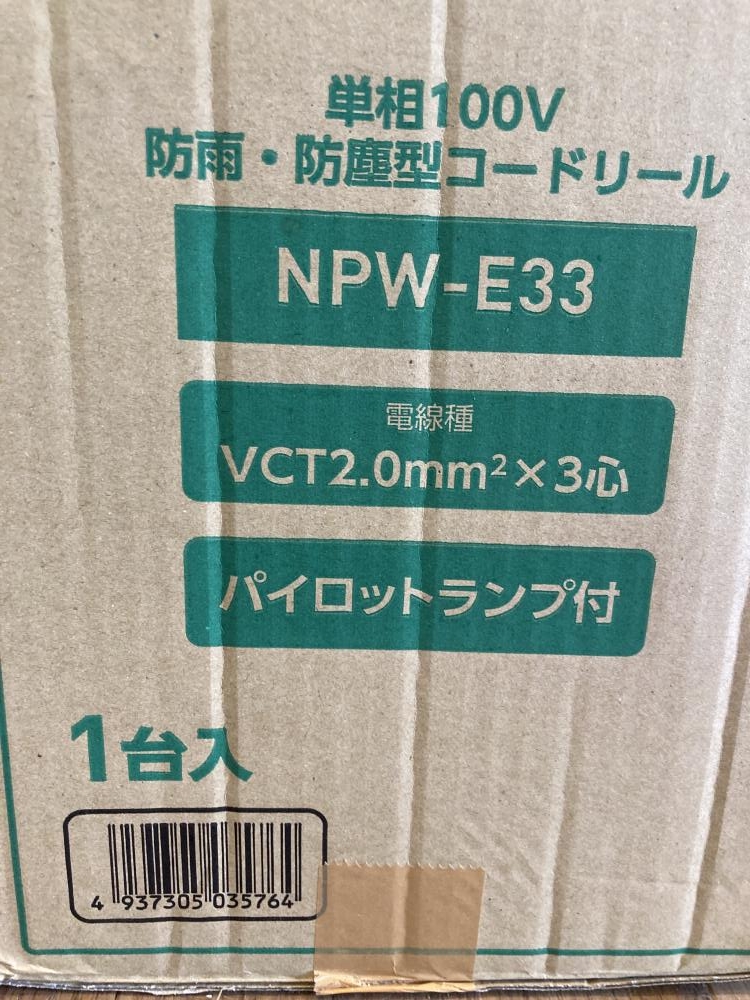 単相100V
防雨・防塵型コードリール
NPW-E33
電線種
VCT2.0mm²×3心
パイロットランプ付
1台入
4 937305 035764